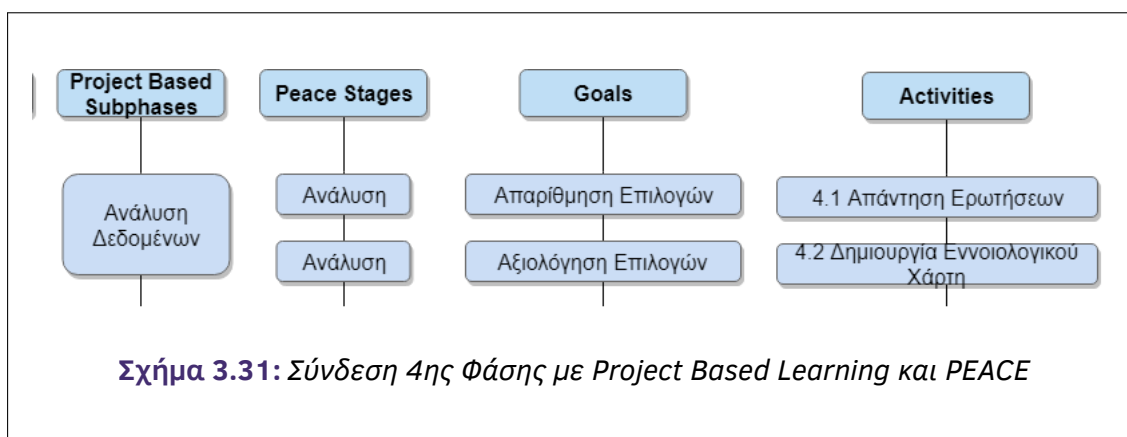 Project Based
Subphases
Peace Stages
Goals
Activities
Ανάλυση
Δεδομένων
Ανάλυση
Απαρίθμηση Επιλογών
4.1 Απάντηση Ερωτήσεων
Ανάλυση
Αξιολόγηση Επιλογών
4.2 Δημιουργία Εννοιολογικού
Χάρτη
Σχήμα 3.31: Σύνδεση 4ης Φάσης με Project Based Learning και PEACE